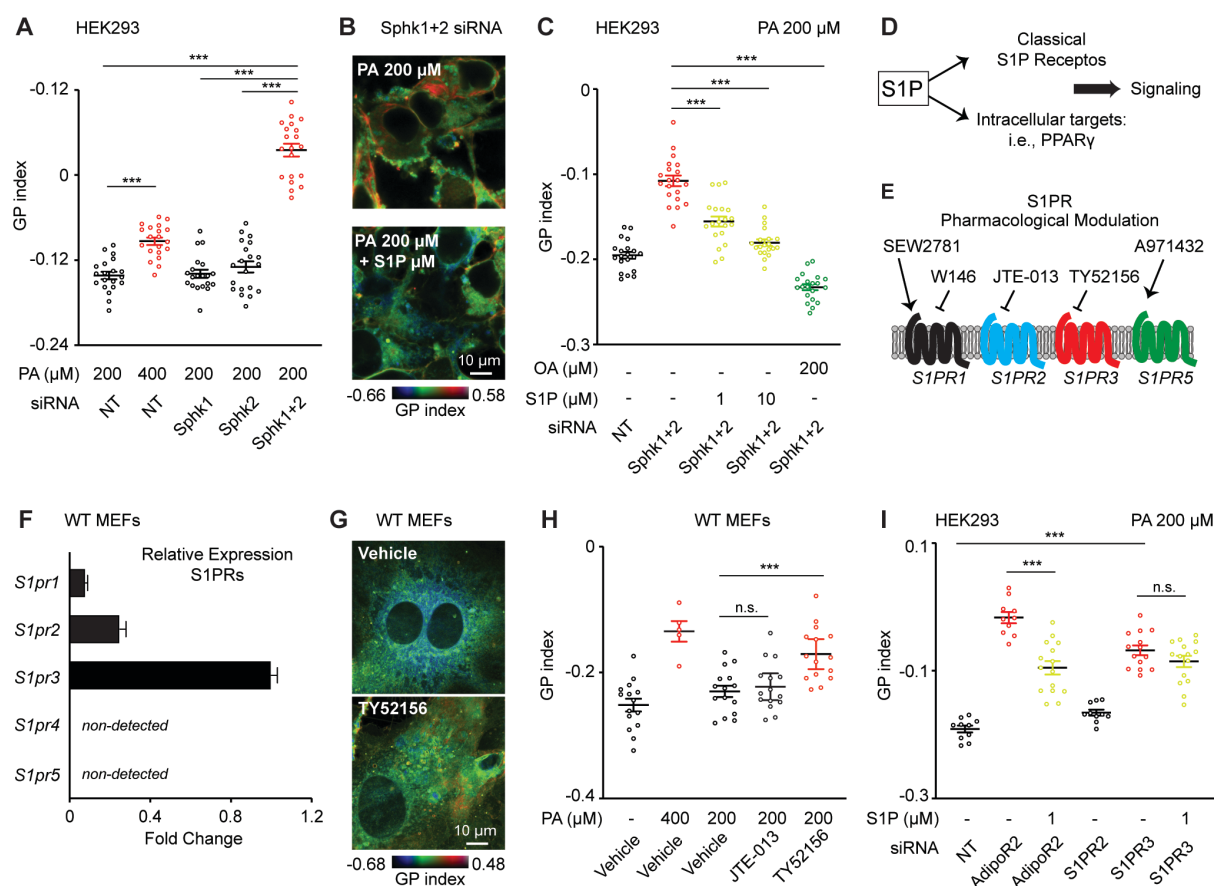 A HEK293
***
***
***
***
-0.12
0
-0.12
-0.24
GP index
PA (µM) 200 400 200 200 200
siRNA NT NT Sphk1 Sphk2 Sphk1+2
B Sphk1+2 siRNA
PA 200 µM
PA 200 µM
+ S1P µM
10 µm
-0.66 0.58
GP index
C HEK293 PA 200 µM
***
***
***
0
-0.1
-0.2
-0.3
GP index
OA (µM) - - - - 200
S1P (µM) - - 1 10 -
siRNA NT Sphk1+2 Sphk1+2 Sphk1+2 Sphk1+2
D
Classical
S1P Receptos
S1P
Signaling
Intracellular targets:
i.e., PPARγ
E
S1PR
Pharmacological Modulation
SEW2781 A971432
W146 JTE-013 TY52156
S1PR1 S1PR2 S1PR3 S1PR5
F WT MEFs
Relative Expression
S1PRs
S1pr1
S1pr2
S1pr3
S1pr4 non-detected
S1pr5 non-detected
0 0.4 0.8 1.2
Fold Change
G WT MEFs
Vehicle
TY52156
10 µm
-0.68 0.48
GP index
H WT MEFs
***
n.s.
0
-0.2
-0.4
GP index
PA (µM) - 400 200 200 200
Vehicle Vehicle Vehicle JTE-013 TY52156
I HEK293 PA 200 µM
***
***
n.s.
0.1
-0.1
-0.3
GP index
S1P (µM) - - 1 - - 1
siRNA NT AdipoR2 AdipoR2 S1PR2 S1PR3 S1PR3